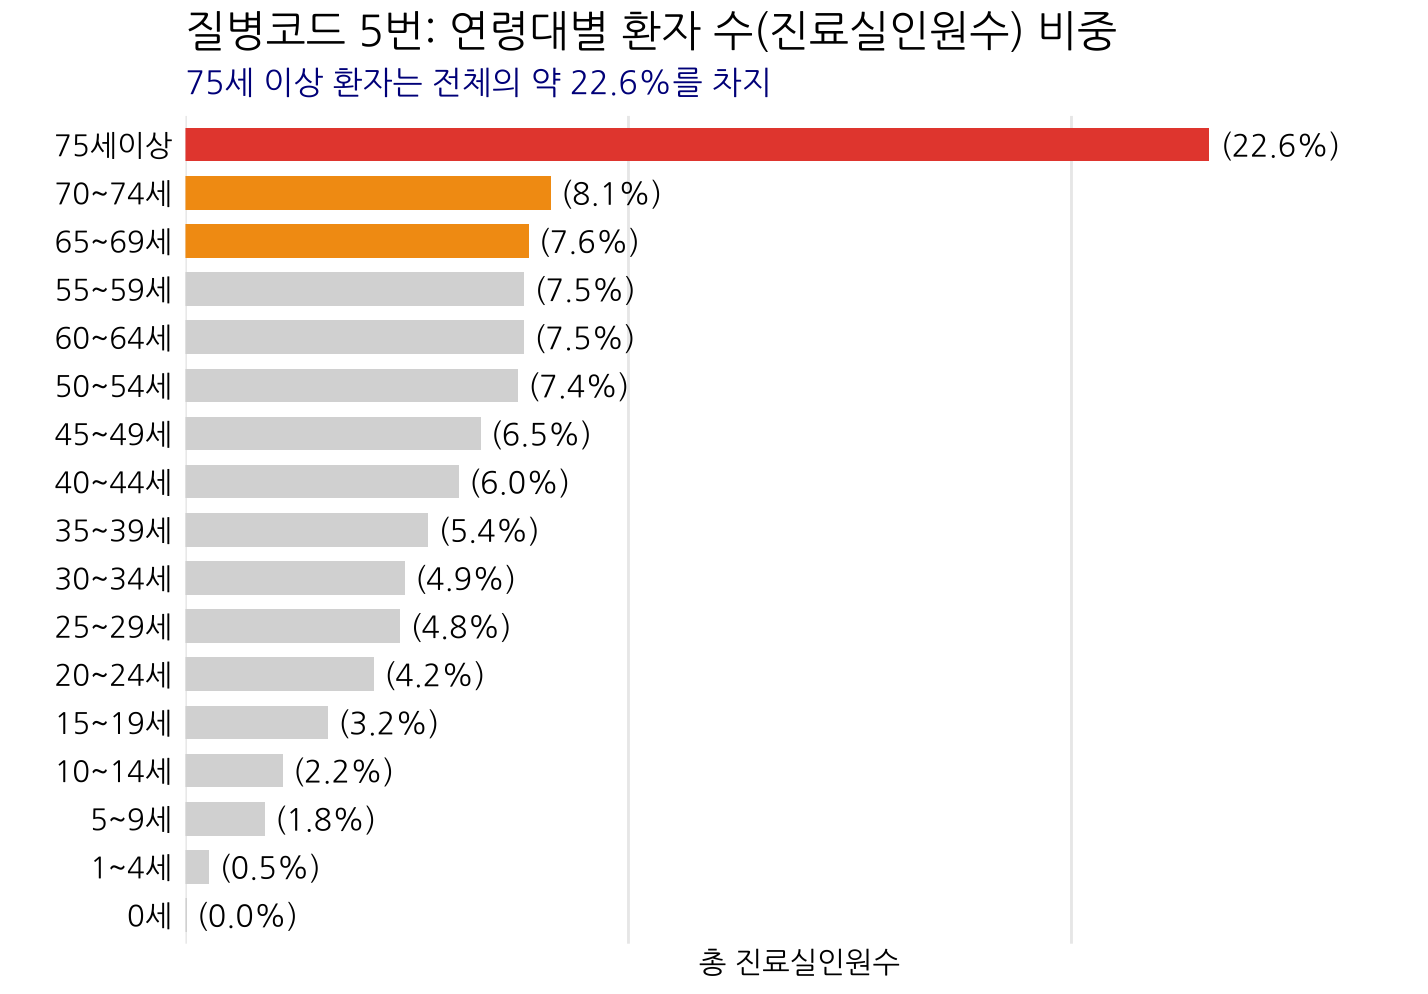 질병코드 5번: 연령대별 환자 수(진료실인원수) 비중
75세 이상 환자는 전체의 약 22.6%를 차지
75세이상 (22.6%)
70~74세 (8.1%)
65~69세 (7.6%)
55~59세 (7.5%)
60~64세 (7.5%)
50~54세 (7.4%)
45~49세 (6.5%)
40~44세 (6.0%)
35~39세 (5.4%)
30~34세 (4.9%)
25~29세 (4.8%)
20~24세 (4.2%)
15~19세 (3.2%)
10~14세 (2.2%)
5~9세 (1.8%)
1~4세 (0.5%)
0세 (0.0%)
총 진료실인원수